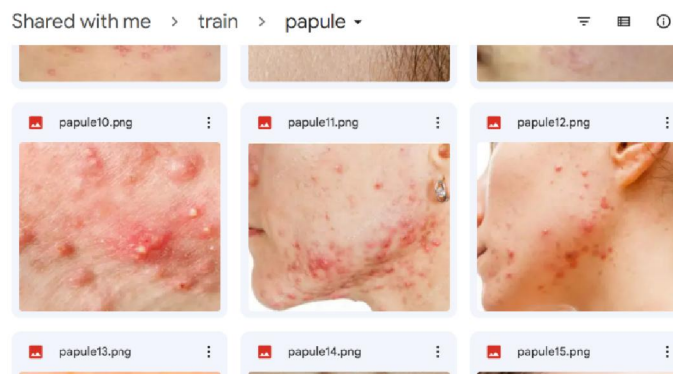 Shared with me > train > papule
papule10.png
papule11.png
papule12.png
papule13.png
papule14.png
papule15.png